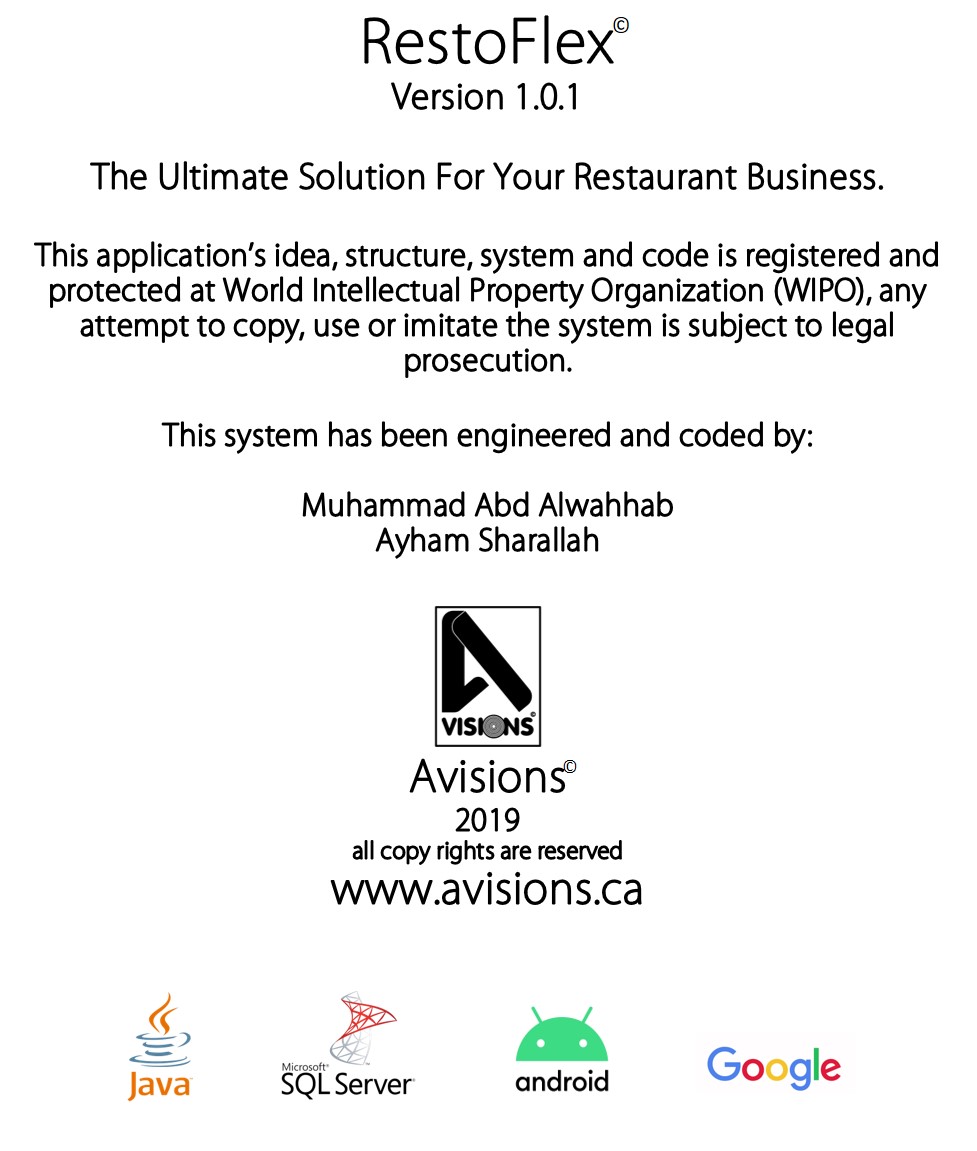 RestoFlex©
Version 1.0.1
The Ultimate Solution For Your Restaurant Business.
This application’s idea, structure, system and code is registered and
protected at World Intellectual Property Organization (WIPO), any
attempt to copy, use or imitate the system is subject to legal
prosecution.
This system has been engineered and coded by:
Muhammad Abd Alwahhab
Ayham Sharallah
VISIONS©
Avisions©
2019
all copy rights are reserved
www.avisions.ca
Java
Microsoft®
SQL Server
android
Google